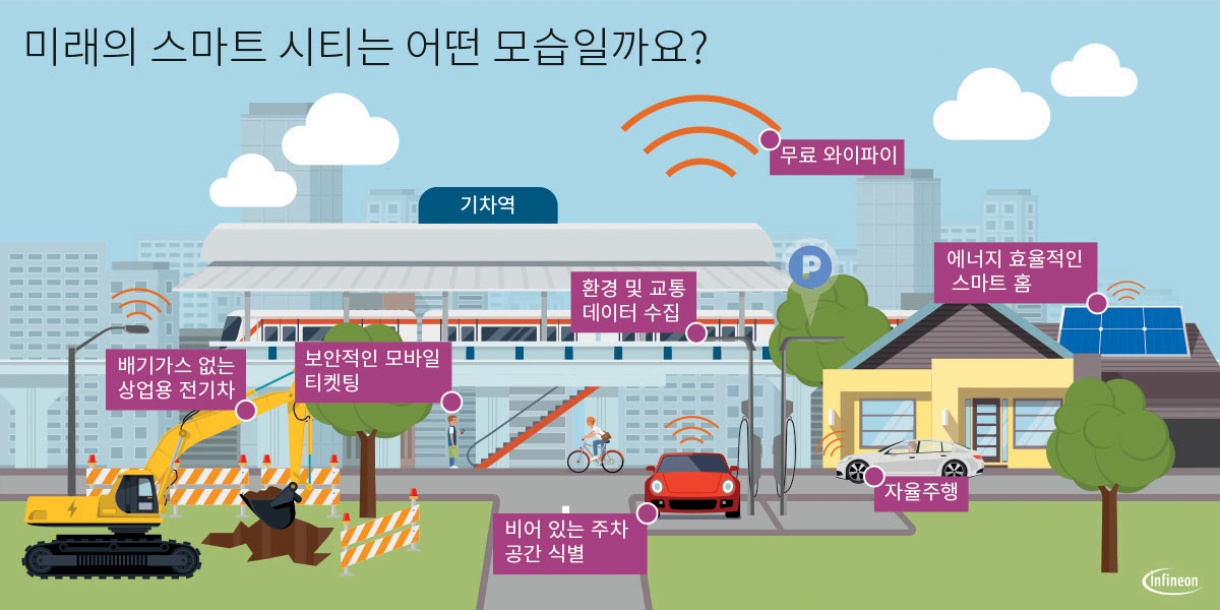 미래의 스마트 시티는 어떤 모습일까요?
무료 와이파이
기차역
P
에너지 효율적인
스마트 홈
환경 및 교통
데이터 수집
배기가스 없는
상업용 전기차
보안적인 모바일
티켓팅
자율주행
비어 있는 주차
공간 식별
infineon